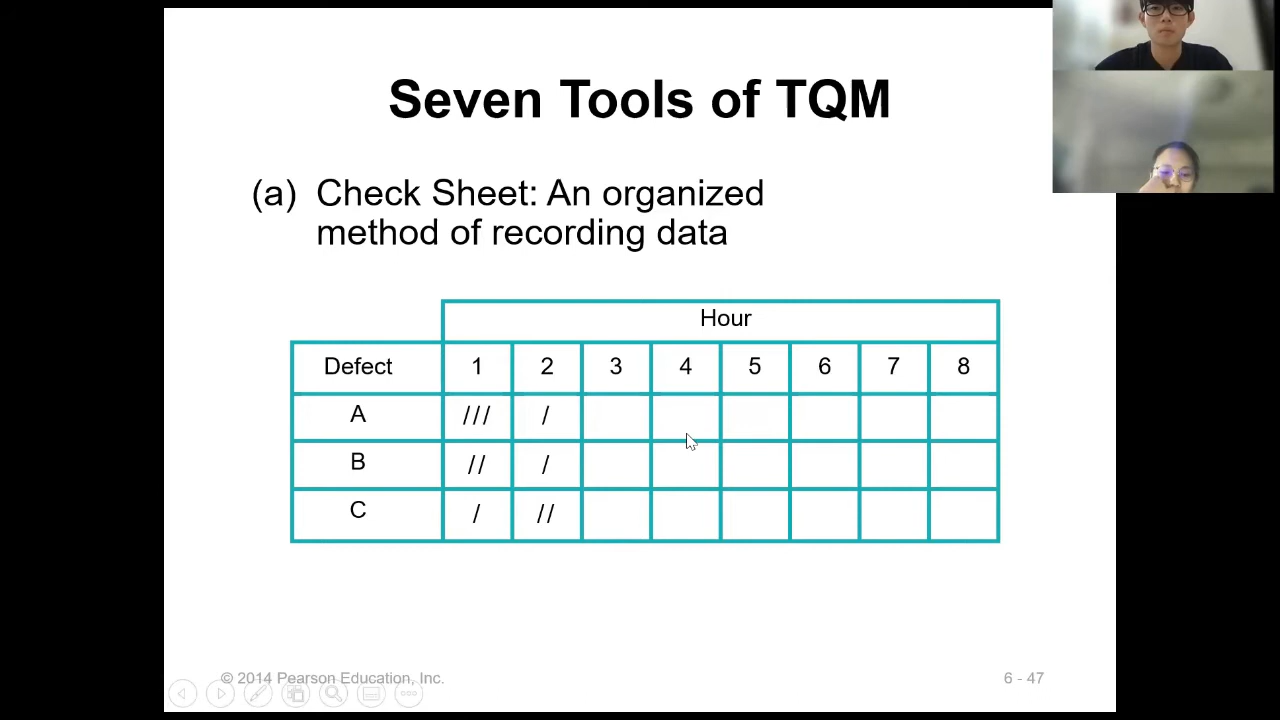 Seven Tools of TQM
(a) Check Sheet: An organized
method of recording data
Hour
Defect 1 2 3 4 5 6 7 8
A /// /
B // /
C / //
© 2014 Pearson Education, Inc. 6 - 47